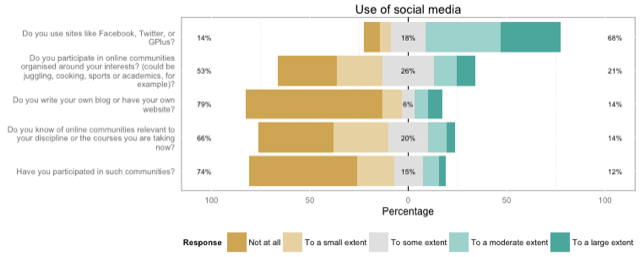 Use of social media
Do you use sites like Facebook, Twitter, or
GPlus?
14% 18% 68%
Do you participate in online communities
organised around your interests? (could be
juggling, cooking, sports or academics, for
example)?
53% 26% 21%
Do you write your own blog or have your own
website?
79% 6% 14%
Do you know of online communities relevant to
your discipline or the courses you are taking
now?
66% 20% 14%
Have you participated in such communities?
74% 15% 12%
100 50 0 50 100
Percentage
Response Not at all To a small extent To some extent To a moderate extent To a large extent